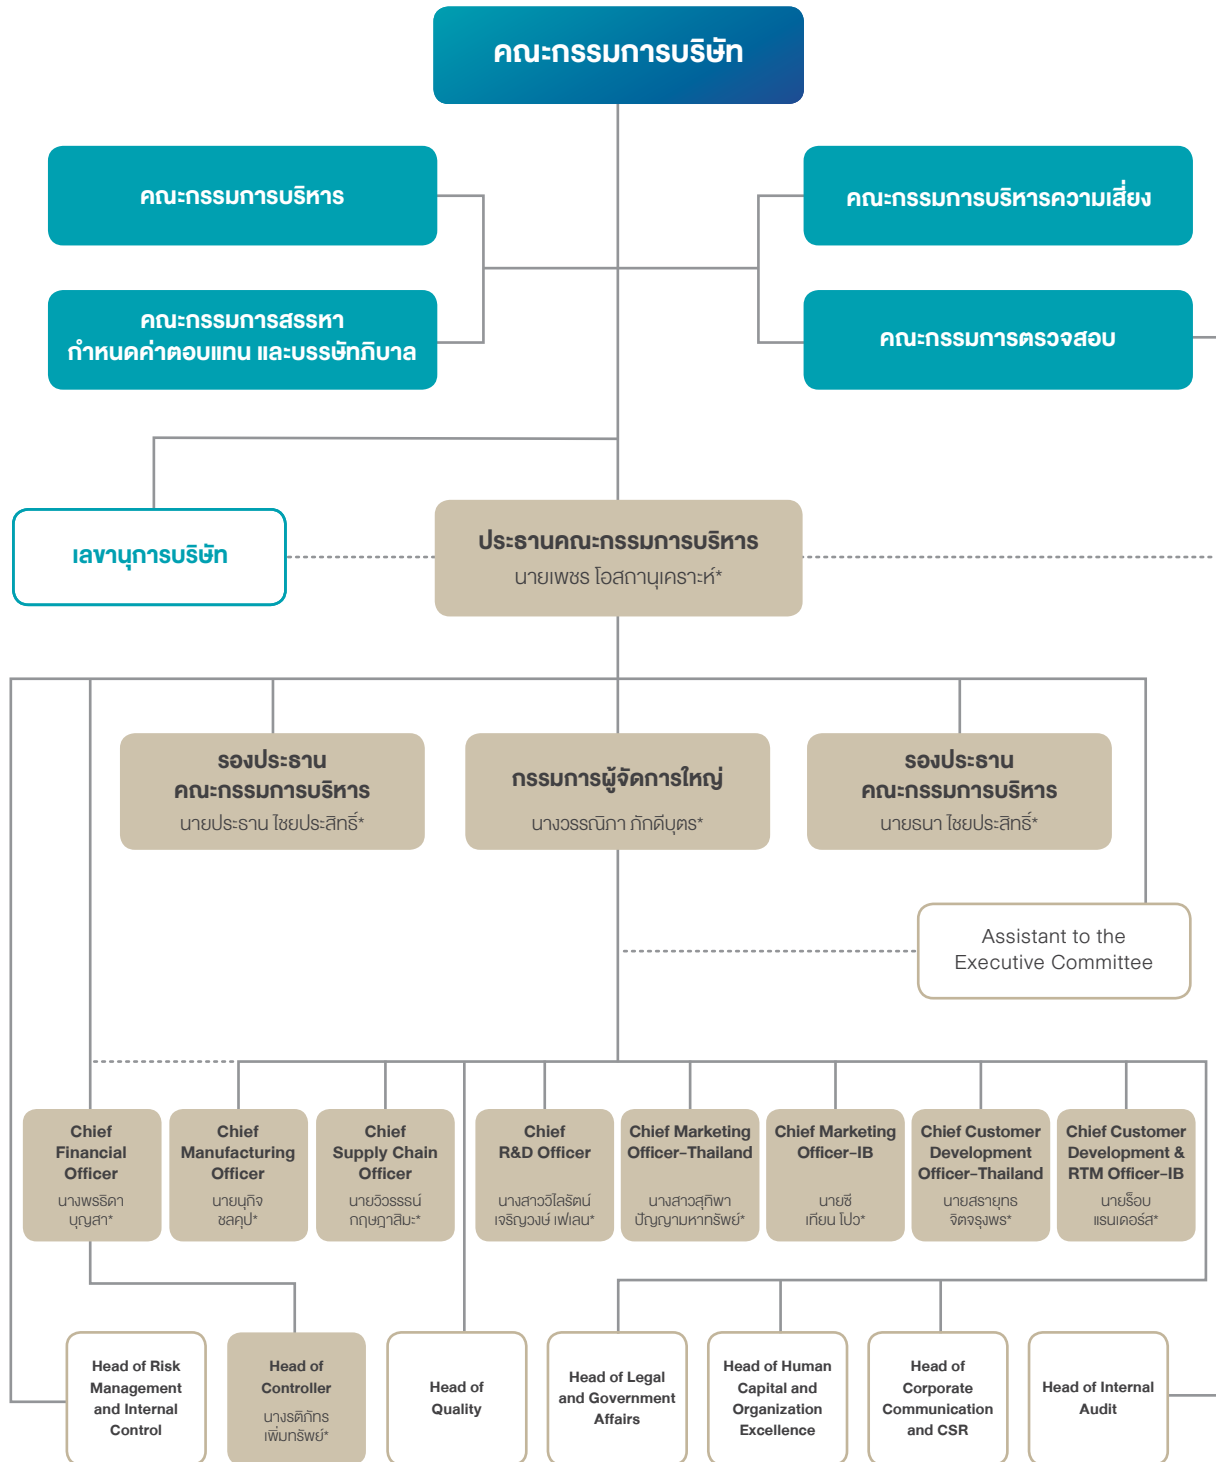 คณะกรรมการบริษัท
คณะกรรมการบริหาร
คณะกรรมการบริหารความเสี่ยง
คณะกรรมการสรรหา
กำหนดค่าตอบแทน และบรรษัทภิบาล
คณะกรรมการตรวจสอบ
เลขานุการบริษัท
ประธานคณะกรรมการบริหาร
นายเพชร โอสถานุเคราะห์*
รองประธาน
คณะกรรมการบริหาร
นายประธาน ไชยประสิทธิ์*
กรรมการผู้จัดการใหญ่
นางวรรณิภา ภักดีบุตร*
รองประธาน
คณะกรรมการบริหาร
นายธนา ไชยประสิทธิ์*
Assistant to the
Executive Committee
Chief
Financial
Officer
นางพรธิดา
บุญสา*
Chief
Manufacturing
Officer
นายนุกิจ
ชลคุป*
Chief
Supply Chain
Officer
นายวิวรรธน์
กฤษฎาสิมะ*
Chief
R&D Officer
นางสาววิไลรัตน์
เจริญวงษ์ เฟเลน*
Chief Marketing
Officer-Thailand
นางสาวสุทิพา
ปัญญามหาทรัพย์*
Chief Marketing
Officer-IB
นายซี
เทียน โปว*
Chief Customer
Development
Officer-Thailand
นายสรายุทธ
จิตจรุงพร*
Chief Customer
Development &
RTM Officer-IB
นายร็อบ
แรนเดอร์ส*
Head of Risk
Management
and Internal
Control
Head of
Controller
นางรติภัทร
เพิ่มทรัพย์*
Head of
Quality
Head of Legal
and Government
Affairs
Head of Human
Capital and
Organization
Excellence
Head of
Corporate
Communication
and CSR
Head of Internal
Audit